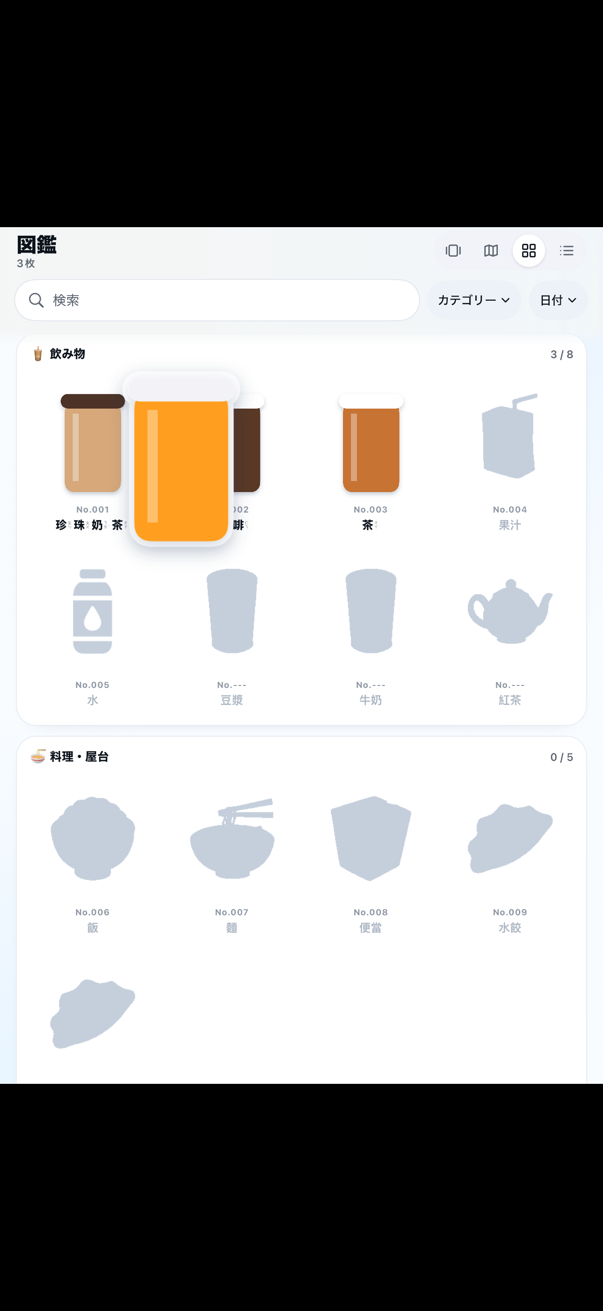 図鑑
3枚
検索
カテゴリー
日付
飲み物
3 / 8
No.001
珍珠奶茶
002
啡
No.003
茶
No.004
果汁
No.005
水
No.---
豆漿
No.---
牛奶
No.---
紅茶
料理・屋台
0 / 5
No.006
飯
No.007
麵
No.008
便當
No.009
水餃